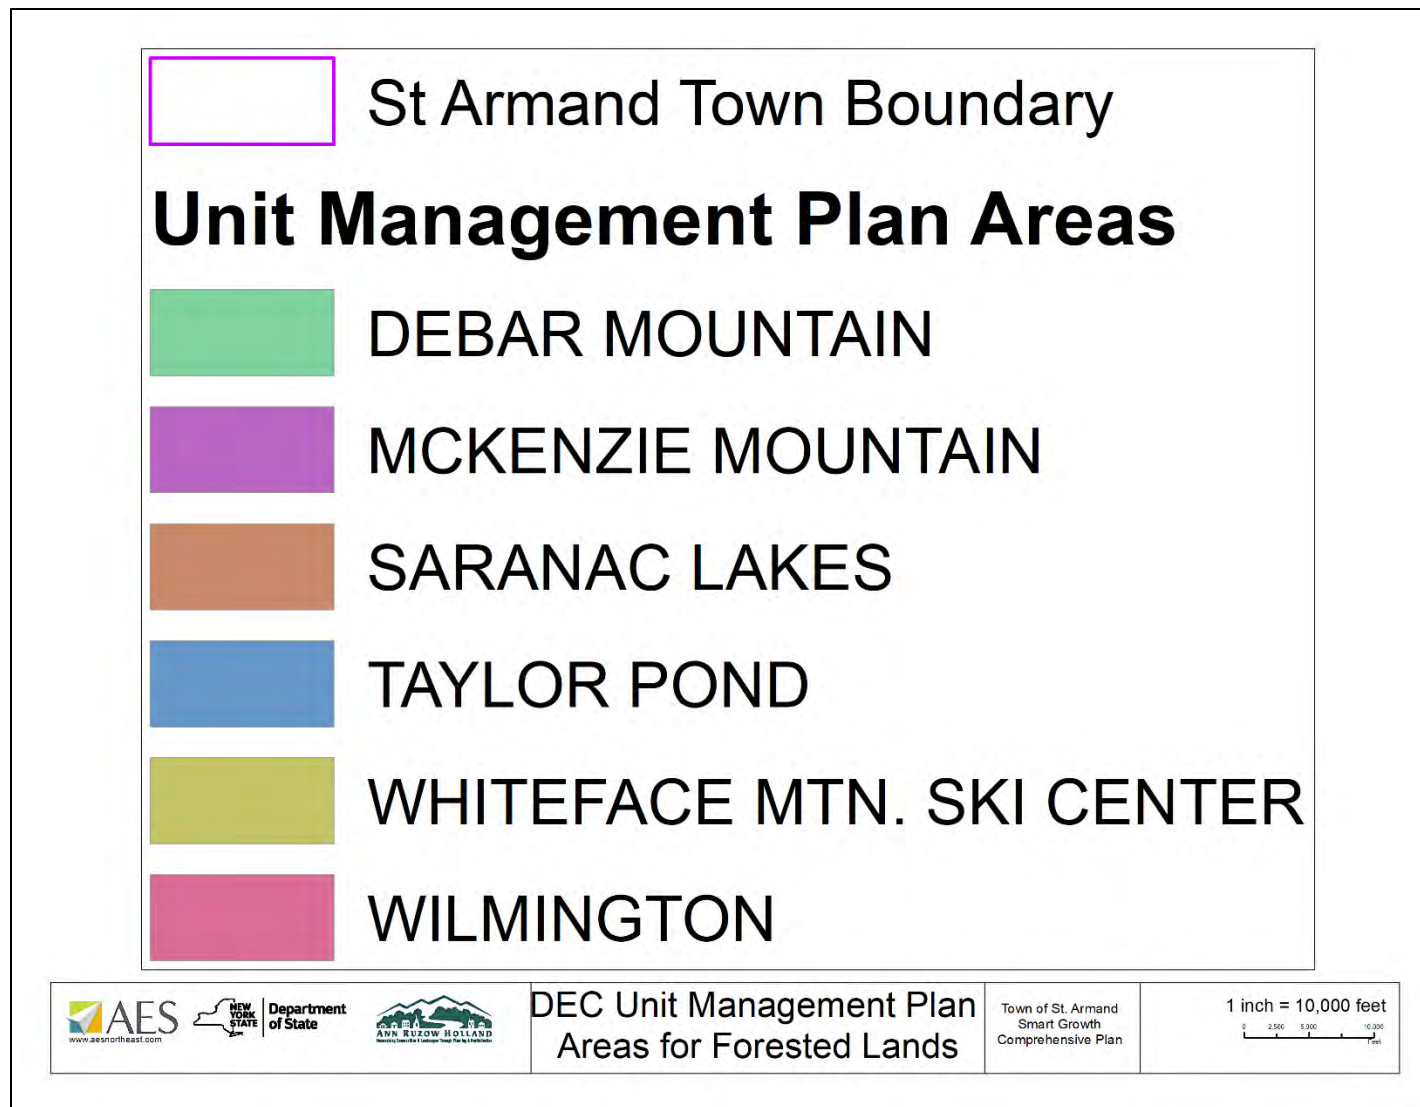 St Armand Town Boundary
Unit Management Plan Areas
DEBAR MOUNTAIN
MCKENZIE MOUNTAIN
SARANAC LAKES
TAYLOR POND
WHITEFACE MTN. SKI CENTER
WILMINGTON
AES
www.aesnortheast.com
NEW
YORK
STATE
Department
of State
ANN RUZOW HOLLAND
DEC Unit Management Plan
Areas for Forested Lands
Town of St. Armand
Smart Growth
Comprehensive Plan
1 inch = 10,000 feet
0 2,500 5,000 10,000
Feet